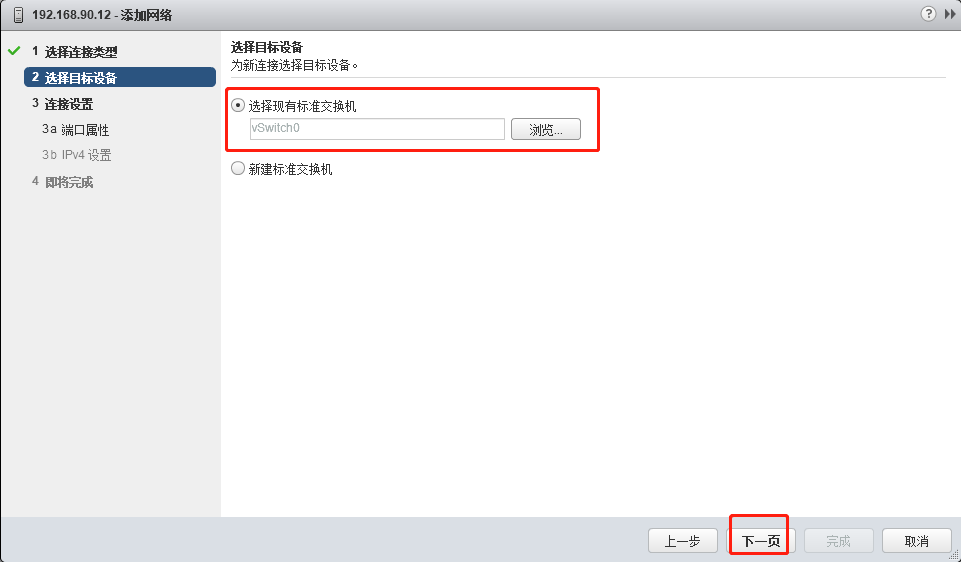 192.168.90.12 - 添加网络
1 选择连接类型
2 选择目标设备
3 连接设置
3a 端口属性
3b IPv4 设置
4 即将完成
选择目标设备
为新连接选择目标设备。
选择现有标准交换机
vSwitch0
浏览...
新建标准交换机
上一步
下一页
完成
取消